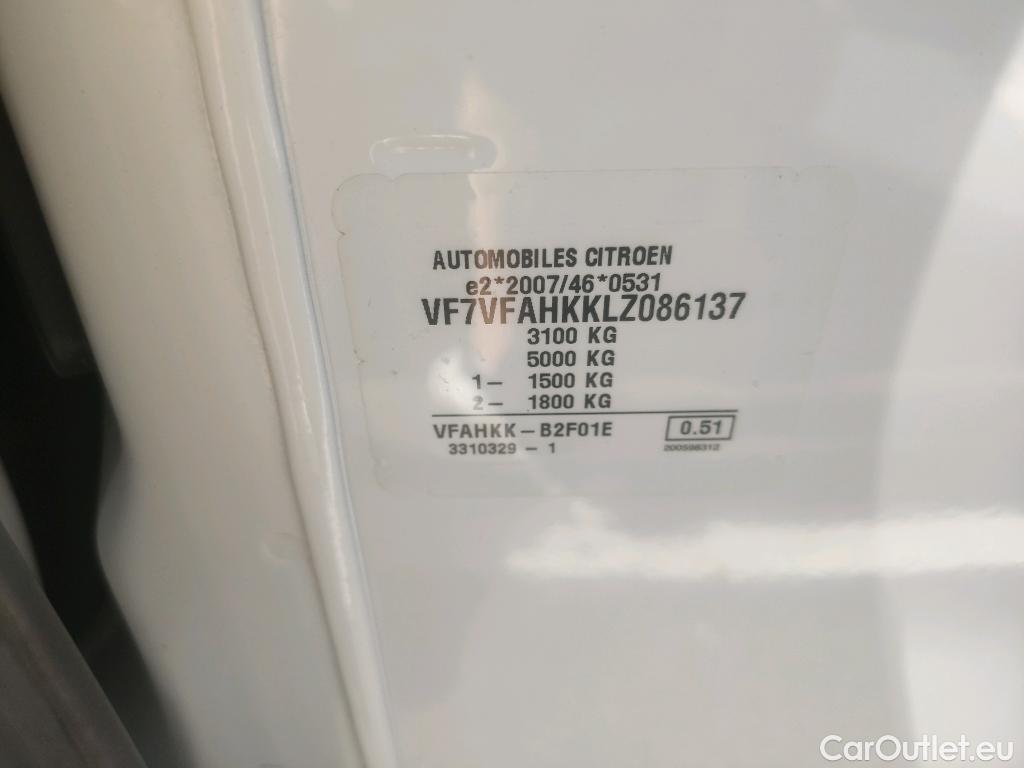 AUTOMOBILES CITROEN
e2*2007/46*0531
VF7VFAHKKLZ086137
3100 KG
5000 KG
1- 1500 KG
2- 1800 KG
VFAHKK-B2F01E 0.51
3310329 - 1 200598312
CarOutlet.eu